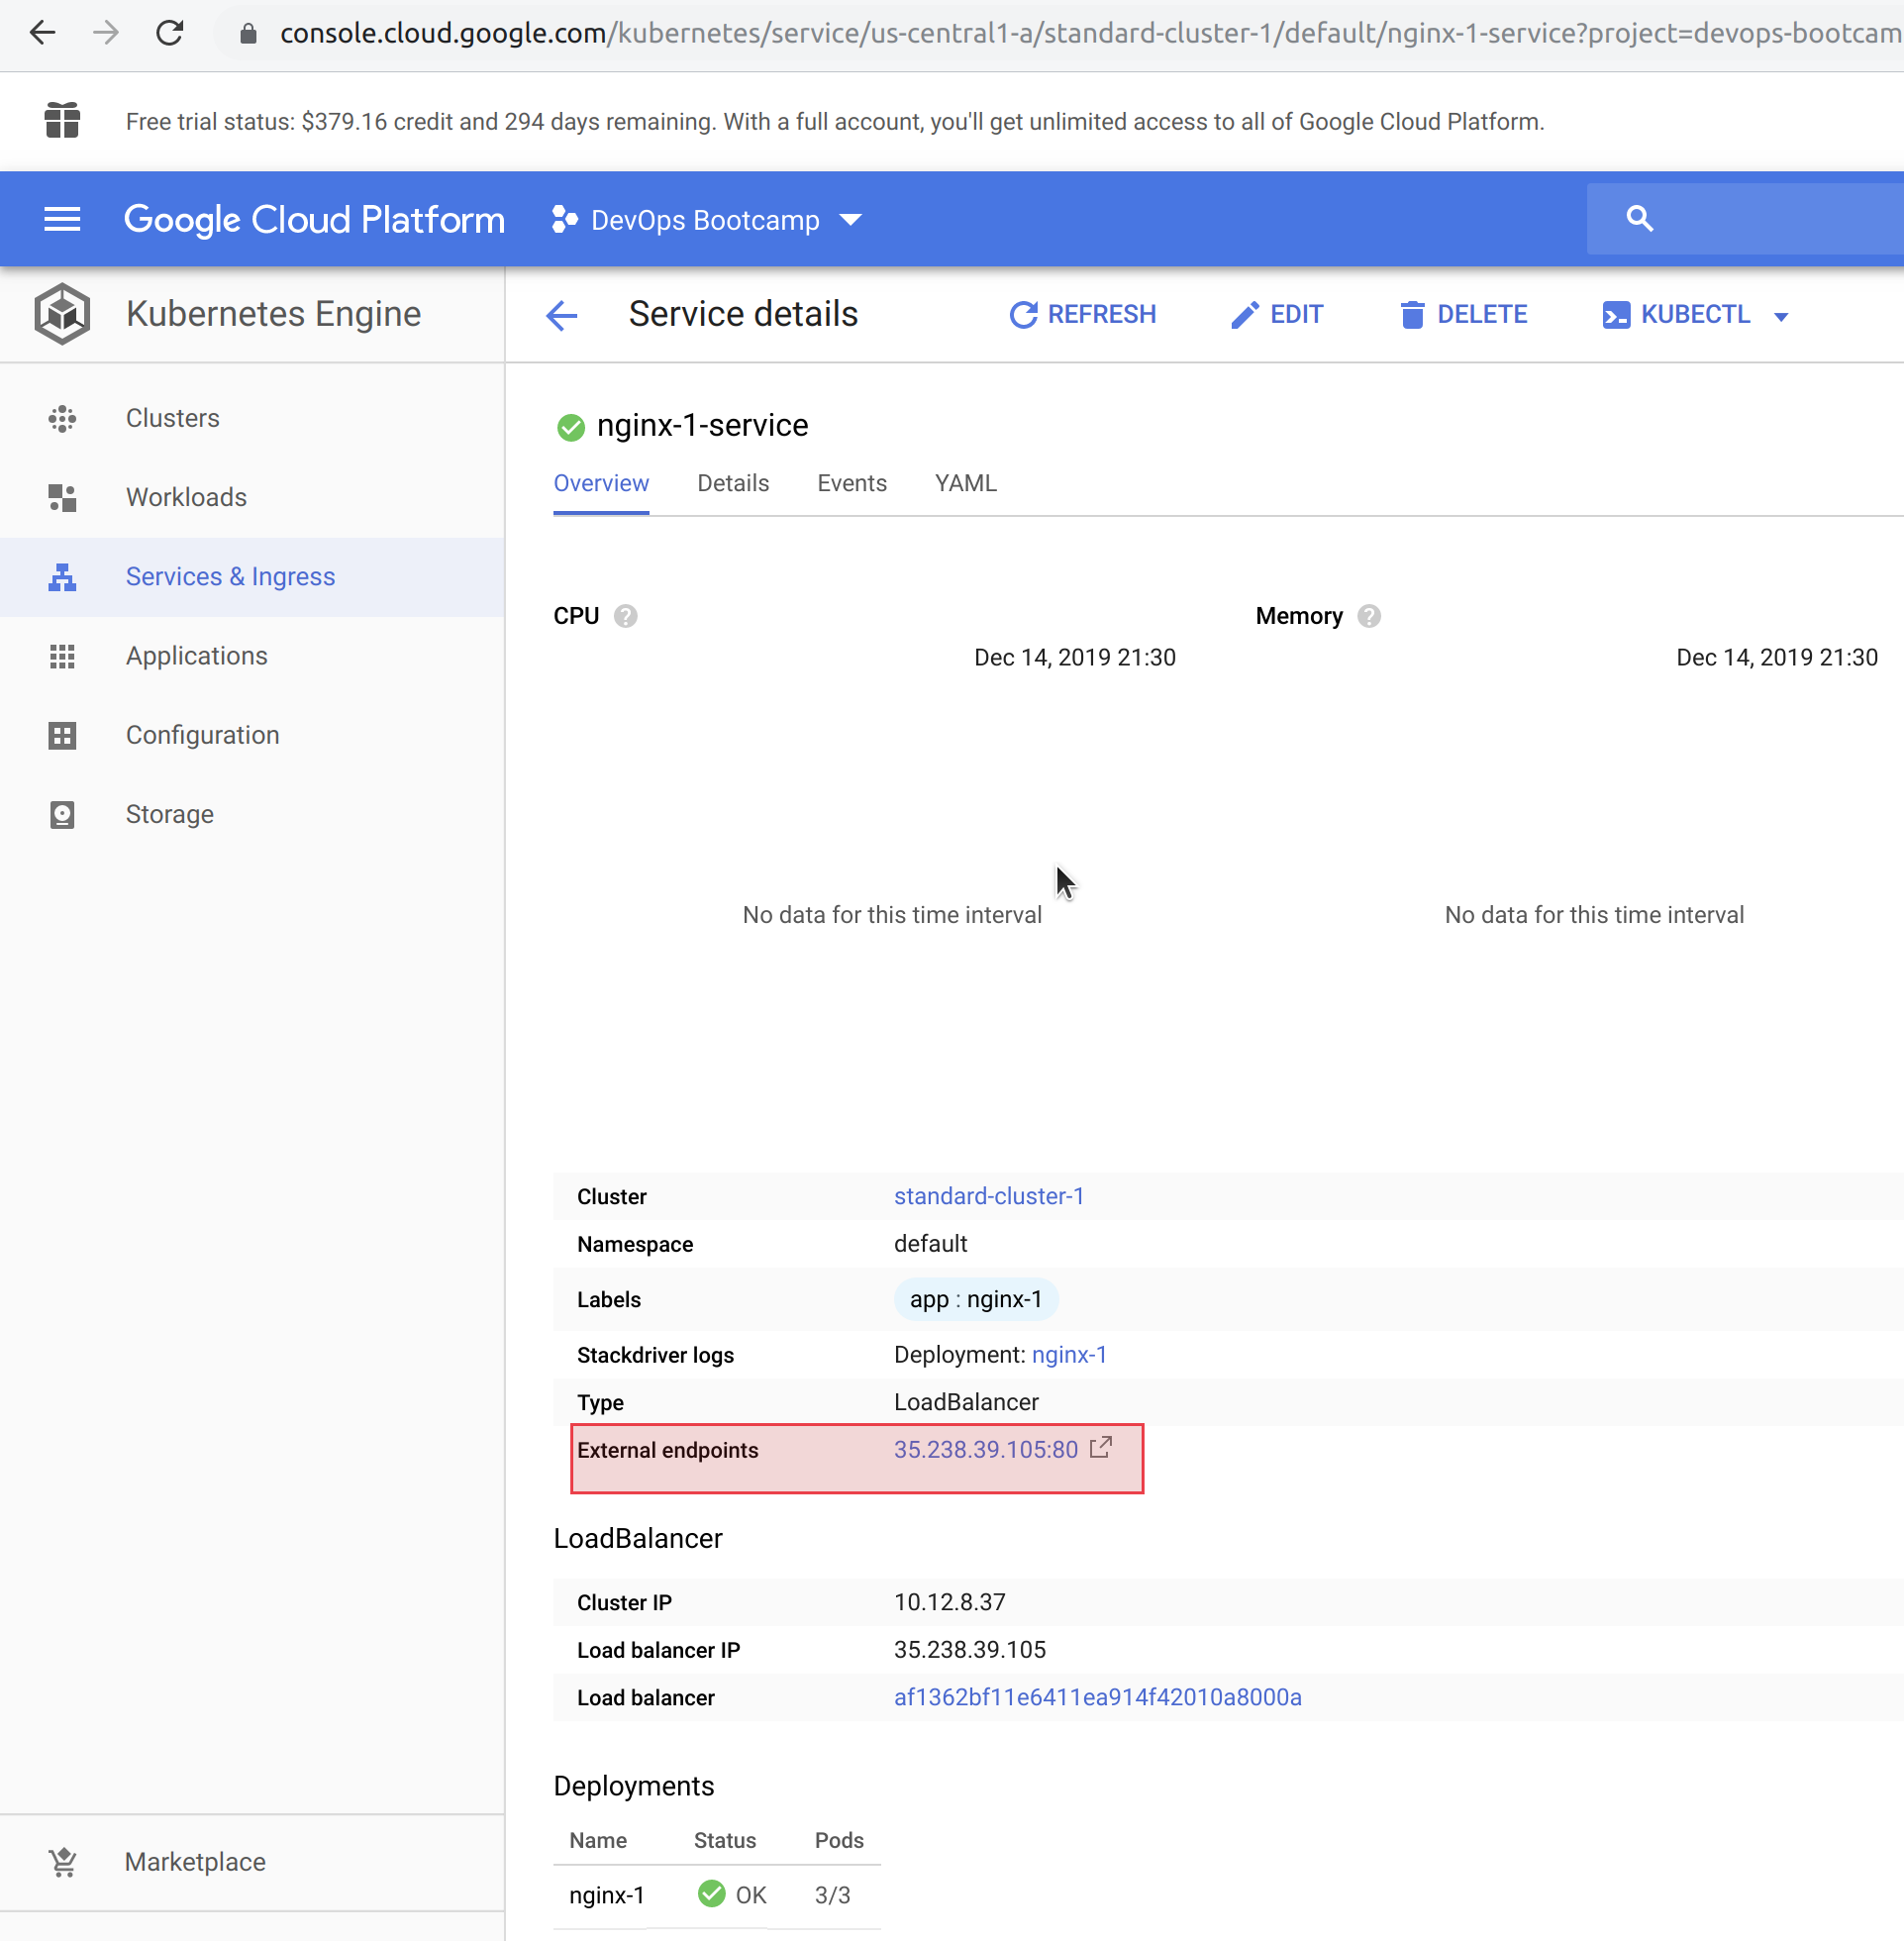 console.cloud.google.com/kubernetes/service/us-central1-a/standard-cluster-1/default/nginx-1-service?project=devops-bootcam
Free trial status: $379.16 credit and 294 days remaining. With a full account, you'll get unlimited access to all of Google Cloud Platform.
Google Cloud Platform DevOps Bootcamp
Kubernetes Engine
Service details REFRESH EDIT DELETE KUBECTL
Clusters
Workloads
Services & Ingress
Applications
Configuration
Storage
Marketplace
nginx-1-service
Overview Details Events YAML
CPU ? Memory ?
Dec 14, 2019 21:30 Dec 14, 2019 21:30
No data for this time interval No data for this time interval
Cluster standard-cluster-1
Namespace default
Labels app : nginx-1
Stackdriver logs Deployment: nginx-1
Type LoadBalancer
External endpoints 35.238.39.105:80
LoadBalancer
Cluster IP 10.12.8.37
Load balancer IP 35.238.39.105
Load balancer af1362bf11e6411ea914f42010a8000a
Deployments
Name Status Pods
nginx-1 OK 3/3